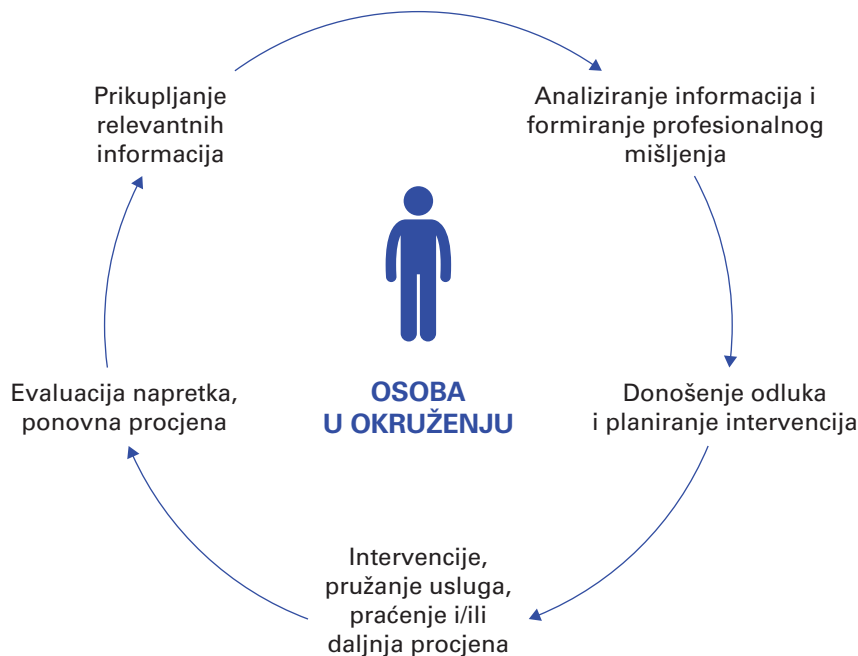 Prikupljanje
relevantnih
informacija
Analiziranje informacija i
formiranje profesionalnog
mišljenja
Donošenje odluka
i planiranje intervencija
Intervencije,
pružanje usluga,
praćenje i/ili
daljnja procjena
Evaluacija napretka,
ponovna procjena
OSOBA
U OKRUŽENJU